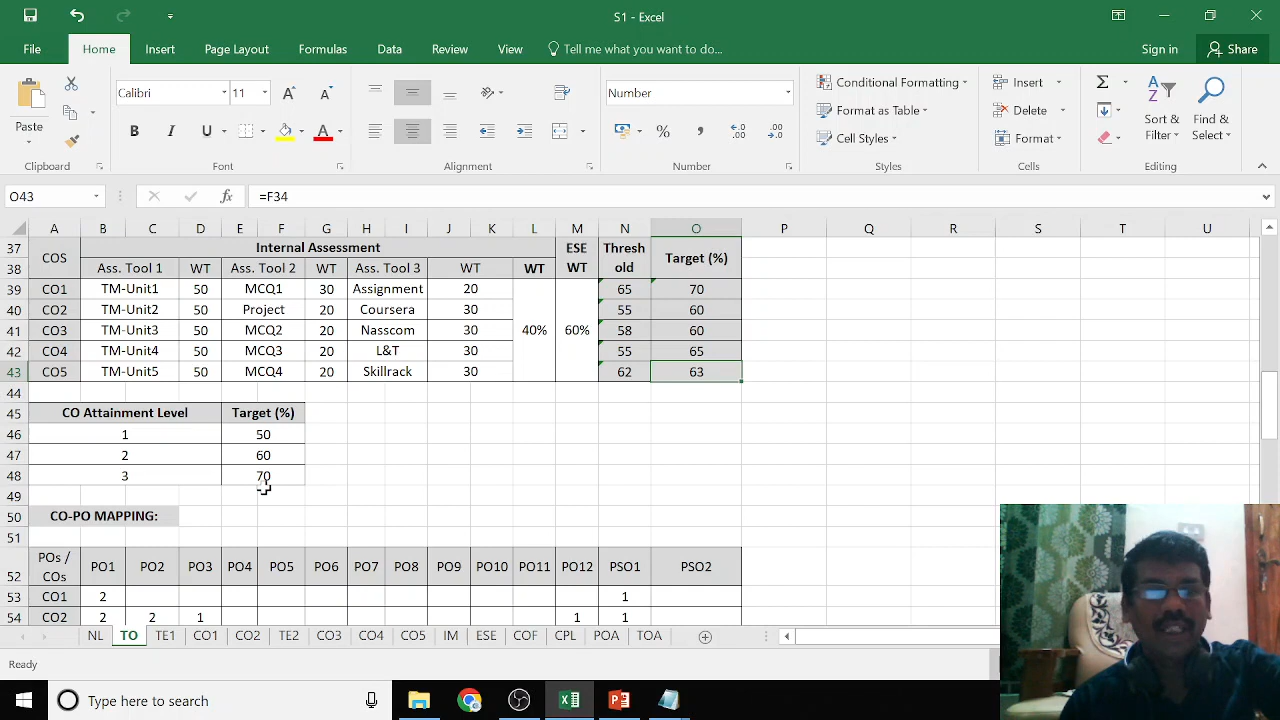 S1 - Excel
File Home Insert Page Layout Formulas Data Review View Tell me what you want to do... Sign in Share
Calibri 11 Number Conditional Formatting Insert
Paste Format as Table Delete Sort & Find &
B I U A % , Cell Styles Format Filter Select
Clipboard Font Alignment Number Styles Cells Editing
O43 fx =F34
A B C D E F G H I J K L M N O P Q R S T U
37 COS Internal Assessment ESE Thresh Target (%)
38 Ass. Tool 1 WT Ass. Tool 2 WT Ass. Tool 3 WT WT WT old
39 CO1 TM-Unit1 50 MCQ1 30 Assignment 20 65 70
40 CO2 TM-Unit2 50 Project 20 Coursera 30 55 60
41 CO3 TM-Unit3 50 MCQ2 20 Nasscom 30 40% 60% 58 60
42 CO4 TM-Unit4 50 MCQ3 20 L&T 30 55 65
43 CO5 TM-Unit5 50 MCQ4 20 Skillrack 30 62 63
44
45 CO Attainment Level Target (%)
46 1 50
47 2 60
48 3 70
49
50 CO-PO MAPPING:
51
52 POs / COs PO1 PO2 PO3 PO4 PO5 PO6 PO7 PO8 PO9 PO10 PO11 PO12 PSO1 PSO2
53 CO1 2 1
54 CO2 2 2 1 1 1
NL TO TE1 CO1 CO2 TE2 CO3 CO4 CO5 IM ESE COF CPL POA TOA
Ready
Type here to search